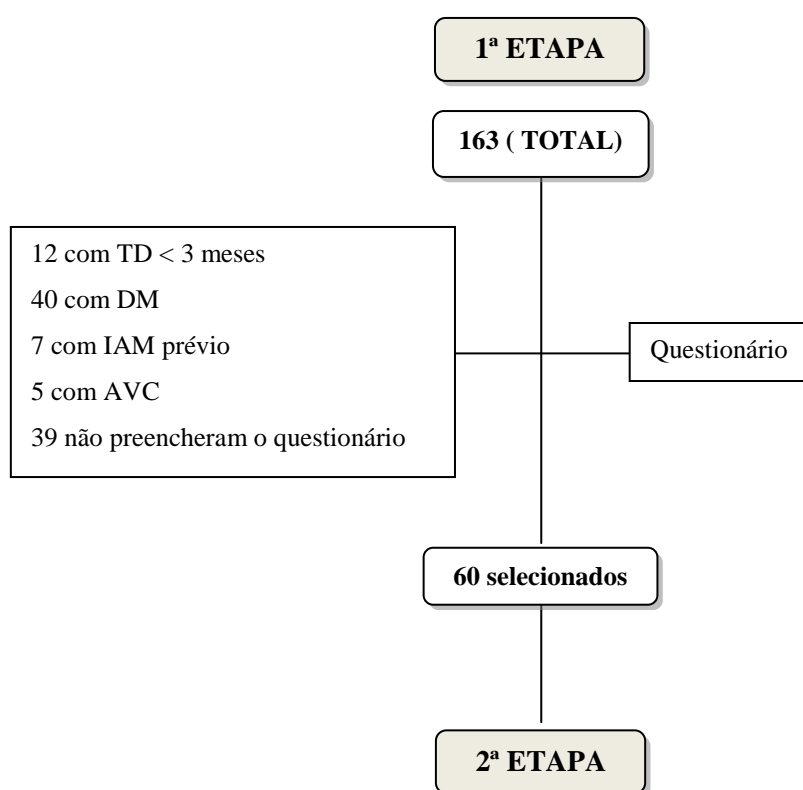 1ª ETAPA
163 ( TOTAL)
12 com TD < 3 meses
40 com DM
7 com IAM prévio
5 com AVC
39 não preencheram o questionário
Questionário
60 selecionados
2ª ETAPA